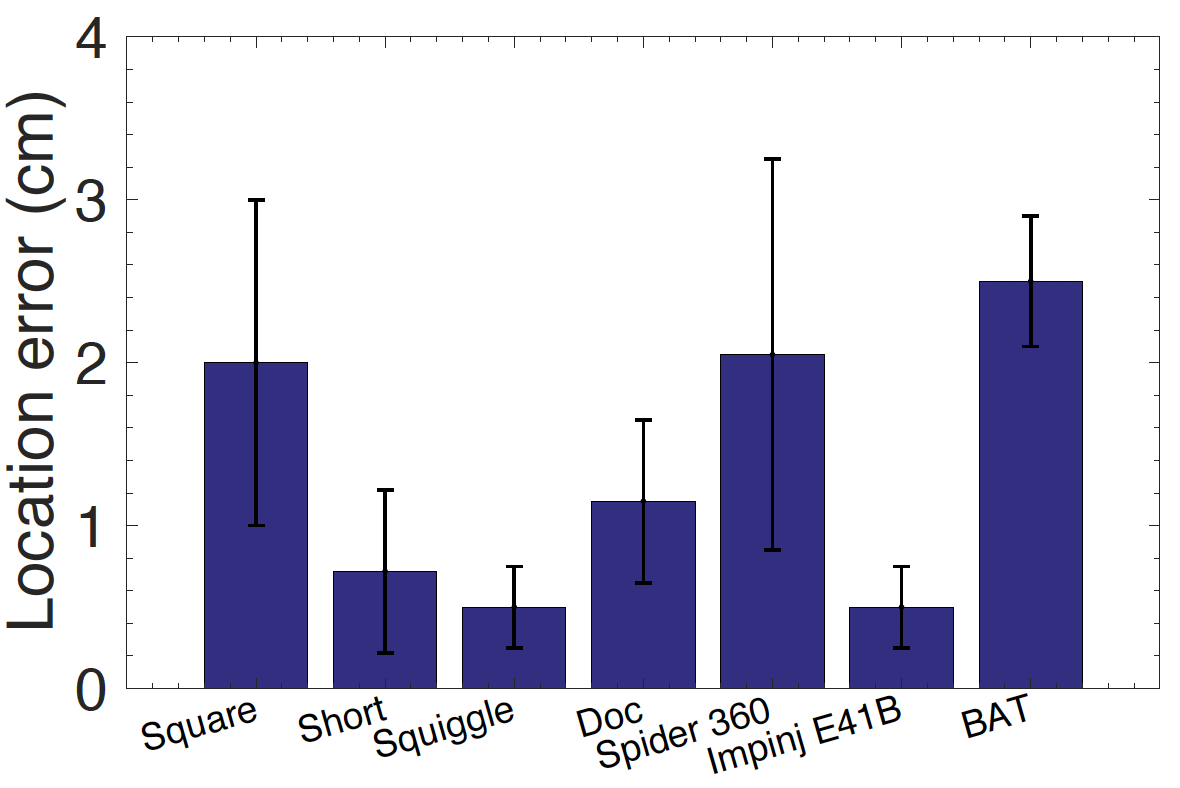 Location error (cm)
4
3
2
1
0
Square
Short
Squiggle
Doc
Spider 360
Impinj E41B
BAT